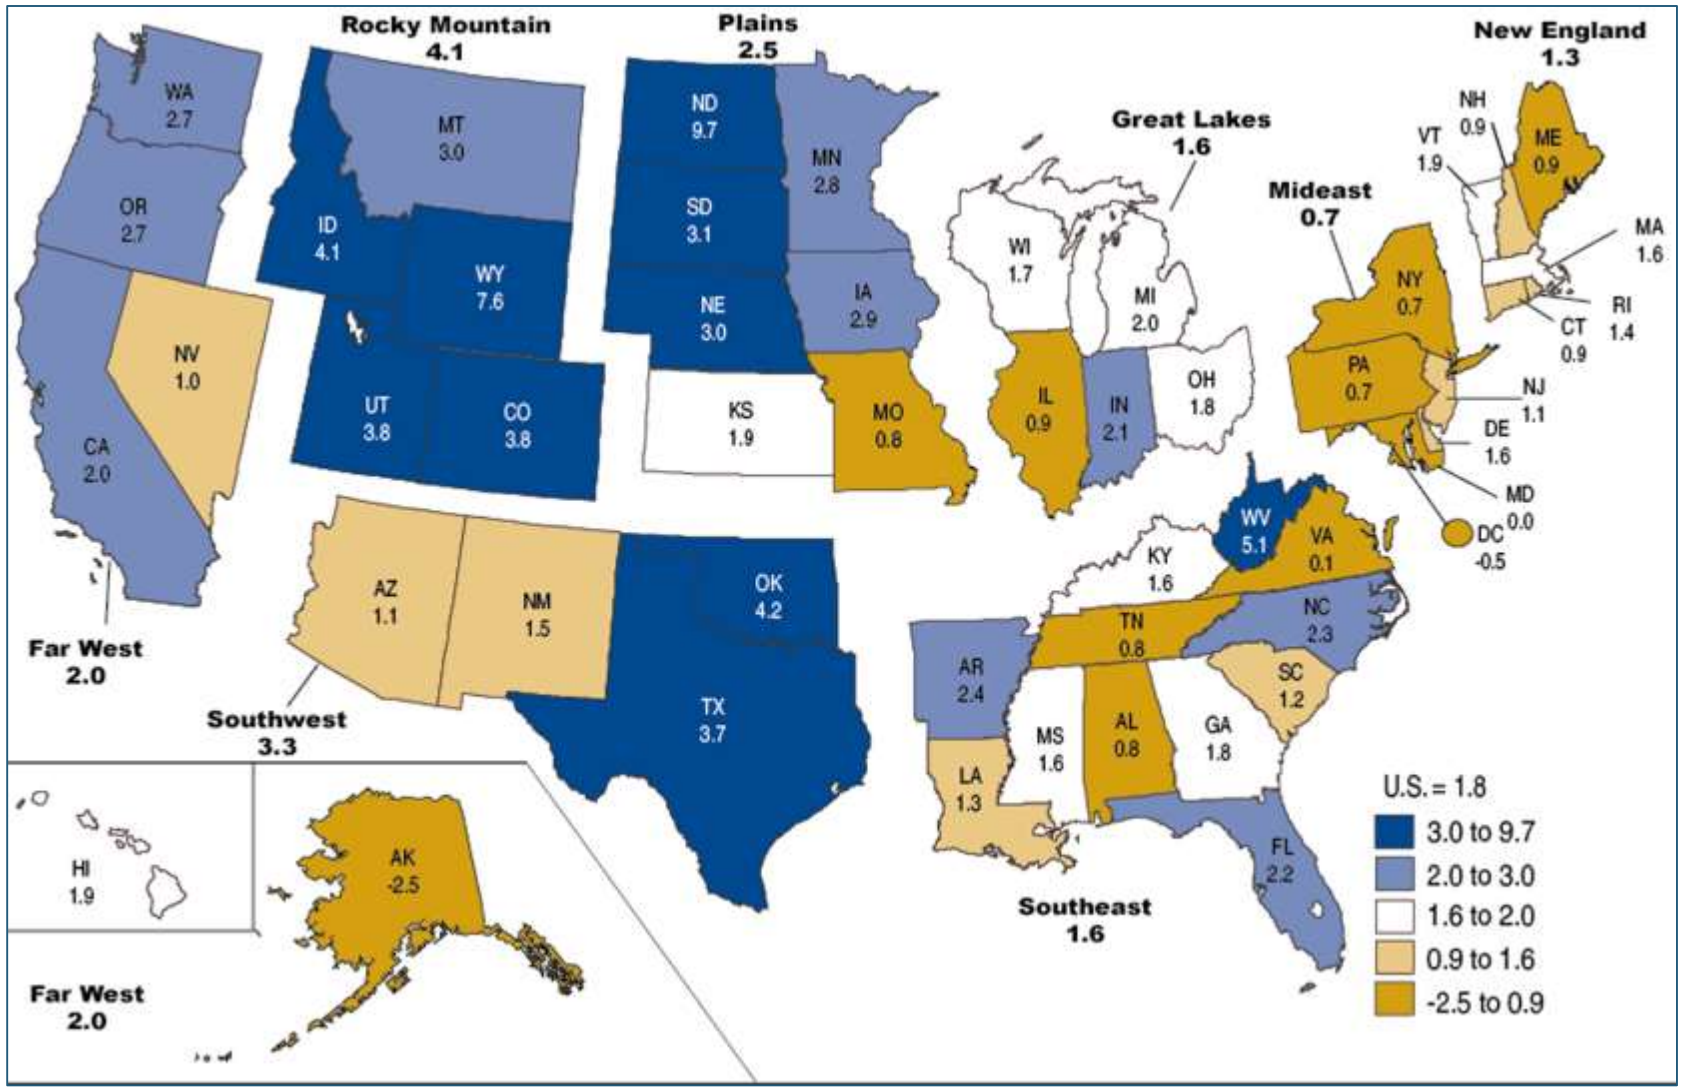 Rocky Mountain
4.1
Plains
2.5
New England
1.3
Great Lakes
1.6
Mideast
0.7
Far West
2.0
Southwest
3.3
Southeast
1.6
Far West
2.0
WA
2.7
OR
2.7
CA
2.0
NV
1.0
MT
3.0
ID
4.1
WY
7.6
UT
3.8
CO
3.8
ND
9.7
SD
3.1
NE
3.0
KS
1.9
MN
2.8
IA
2.9
MO
0.8
WI
1.7
MI
2.0
IL
0.9
IN
2.1
OH
1.8
NH
0.9
VT
1.9
ME
0.9
MA
1.6
RI
1.4
CT
0.9
NY
0.7
PA
0.7
NJ
1.1
DE
1.6
MD
0.0
DC
-0.5
AZ
1.1
NM
1.5
OK
4.2
TX
3.7
WV
5.1
VA
0.1
KY
1.6
TN
0.8
NC
2.3
SC
1.2
AR
2.4
LA
1.3
MS
1.6
AL
0.8
GA
1.8
FL
2.2
HI
1.9
AK
-2.5
U.S. = 1.8
3.0 to 9.7
2.0 to 3.0
1.6 to 2.0
0.9 to 1.6
-2.5 to 0.9